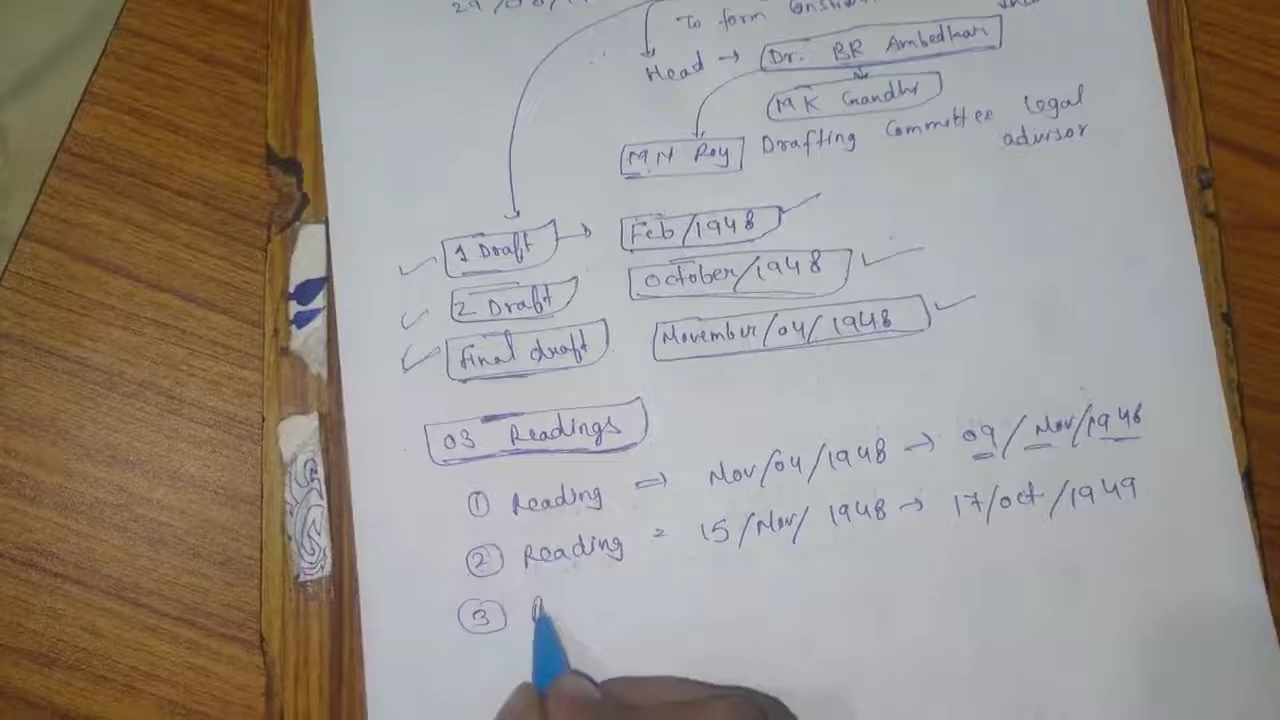 To form
Head → Dr. BR Ambedkar
MK Gandhi
MN Roy Drafting Committee legal
advisor
1 Draft → Feb/1948
2 Draft October/1948
Final draft November/04/1948
03 Readings
① Reading ⇒ Nov/04/1948 → 09/Nov/1948
② Reading = 15/Nov/1948 → 17/Oct/1949
③